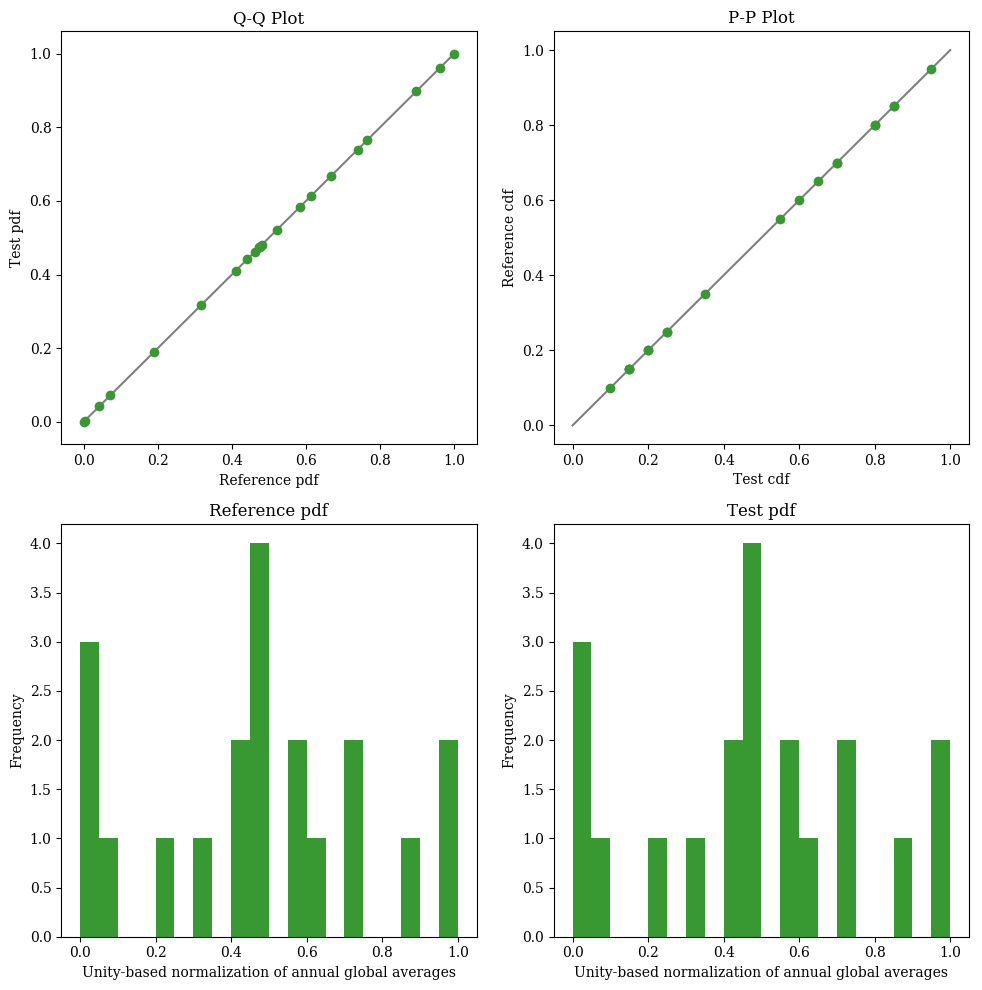 Q-Q Plot
Test pdf
1.0
0.8
0.6
0.4
0.2
0.0
0.0 0.2 0.4 0.6 0.8 1.0
Reference pdf
P-P Plot
Reference cdf
1.0
0.8
0.6
0.4
0.2
0.0
0.0 0.2 0.4 0.6 0.8 1.0
Test cdf
Reference pdf
Frequency
4.0
3.5
3.0
2.5
2.0
1.5
1.0
0.5
0.0
0.0 0.2 0.4 0.6 0.8 1.0
Unity-based normalization of annual global averages
Test pdf
Frequency
4.0
3.5
3.0
2.5
2.0
1.5
1.0
0.5
0.0
0.0 0.2 0.4 0.6 0.8 1.0
Unity-based normalization of annual global averages